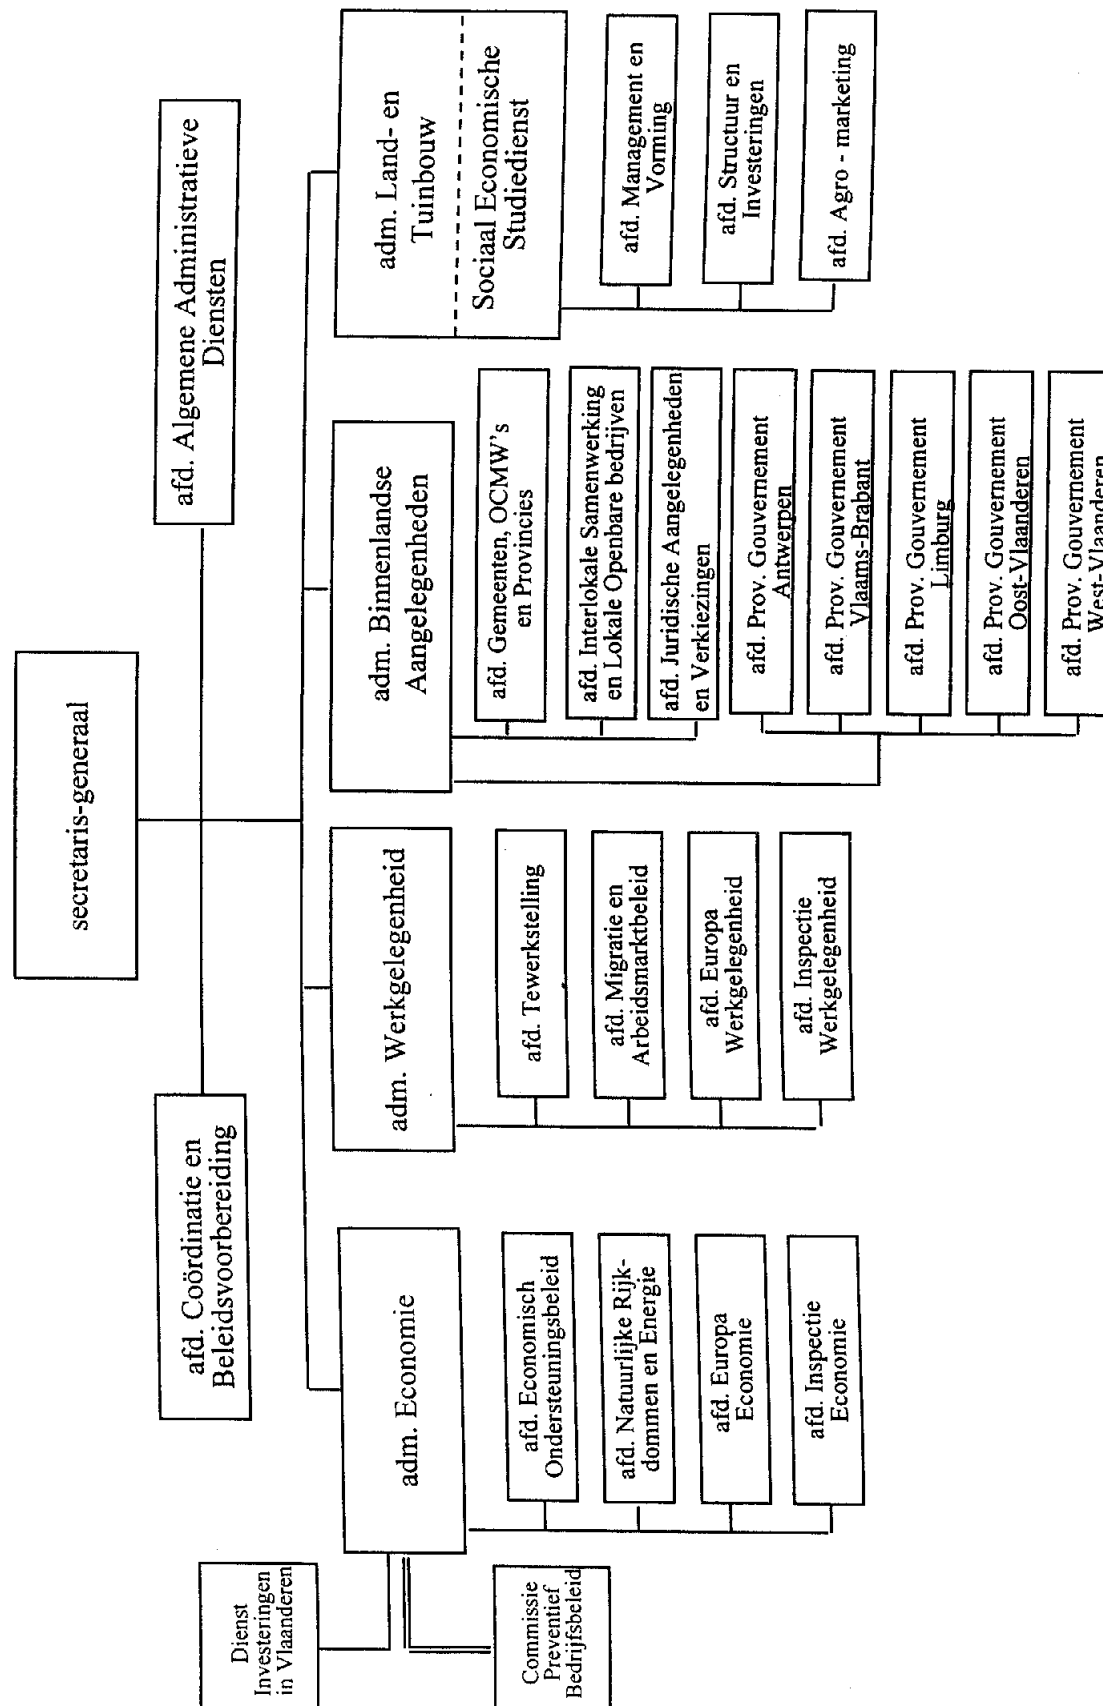 secretaris-generaal
afd. Coördinatie en
Beleidsvoorbereiding
afd. Algemene Administratieve
Diensten
Dienst
Investeringen
in Vlaanderen
Commissie
Preventief
Bedrijfsbeleid
adm. Economie
afd. Economisch
Ondersteuningsbeleid
afd. Natuurlijke Rijk-
dommen en Energie
afd. Europa
Economie
afd. Inspectie
Economie
adm. Werkgelegenheid
afd. Tewerkstelling
afd. Migratie en
Arbeidsmarktbeleid
afd. Europa
Werkgelegenheid
afd. Inspectie
Werkgelegenheid
adm. Binnenlandse
Aangelegenheden
afd. Gemeenten, OCMW's
en Provincies
afd. Interlokale Samenwerking
en Lokale Openbare bedrijven
afd. Juridische Aangelegenheden
en Verkiezingen
afd. Prov. Gouvernement
Antwerpen
afd. Prov. Gouvernement
Vlaams-Brabant
afd. Prov. Gouvernement
Limburg
afd. Prov. Gouvernement
Oost-Vlaanderen
afd. Prov. Gouvernement
West-Vlaanderen
adm. Land- en
Tuinbouw
Sociaal Economische
Studiedienst
afd. Management en
Vorming
afd. Structuur en
Investeringen
afd. Agro - marketing